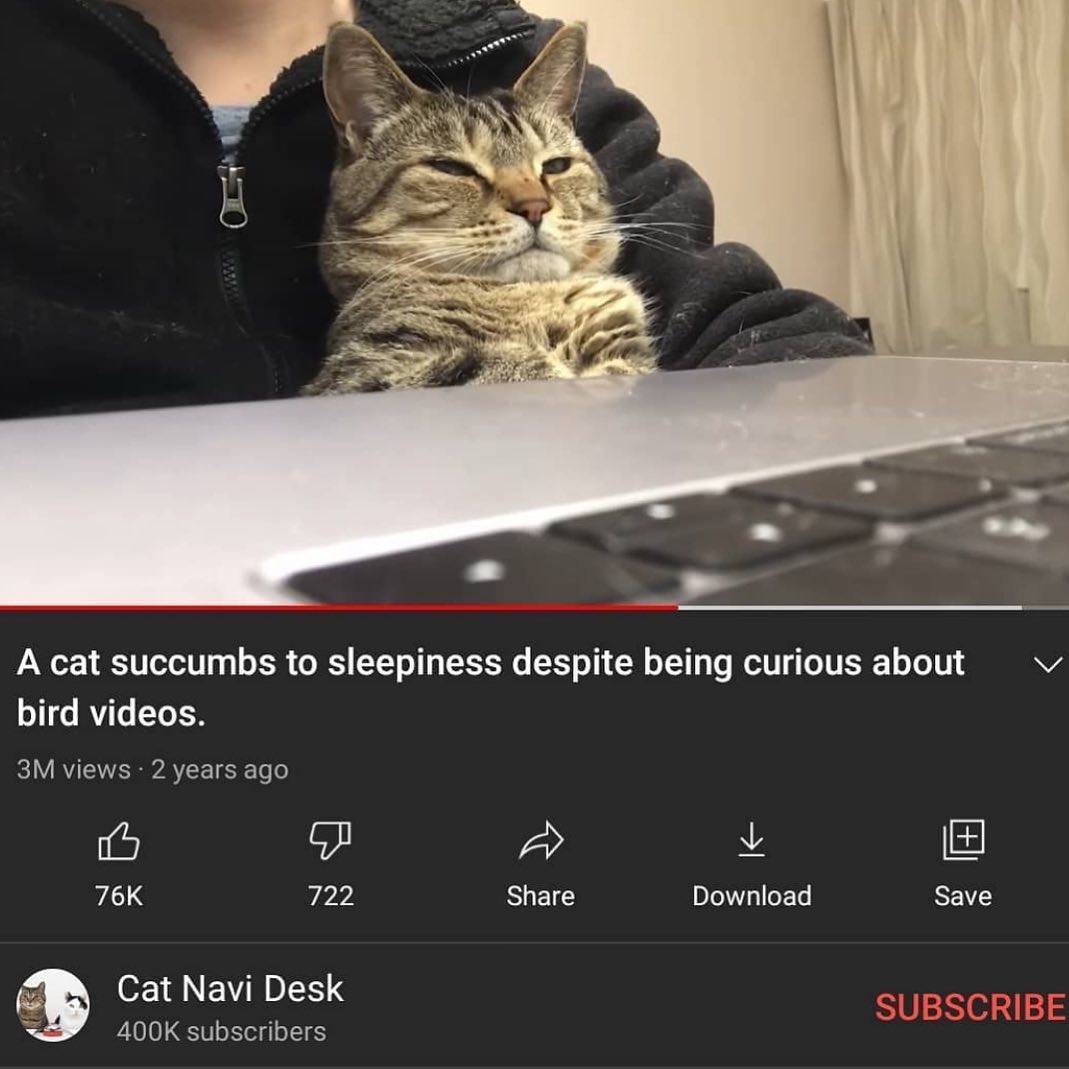 A cat succumbs to sleepiness despite being curious about
bird videos.
3M views · 2 years ago
76K
722
Share
Download
Save
Cat Navi Desk
400K subscribers
SUBSCRIBE